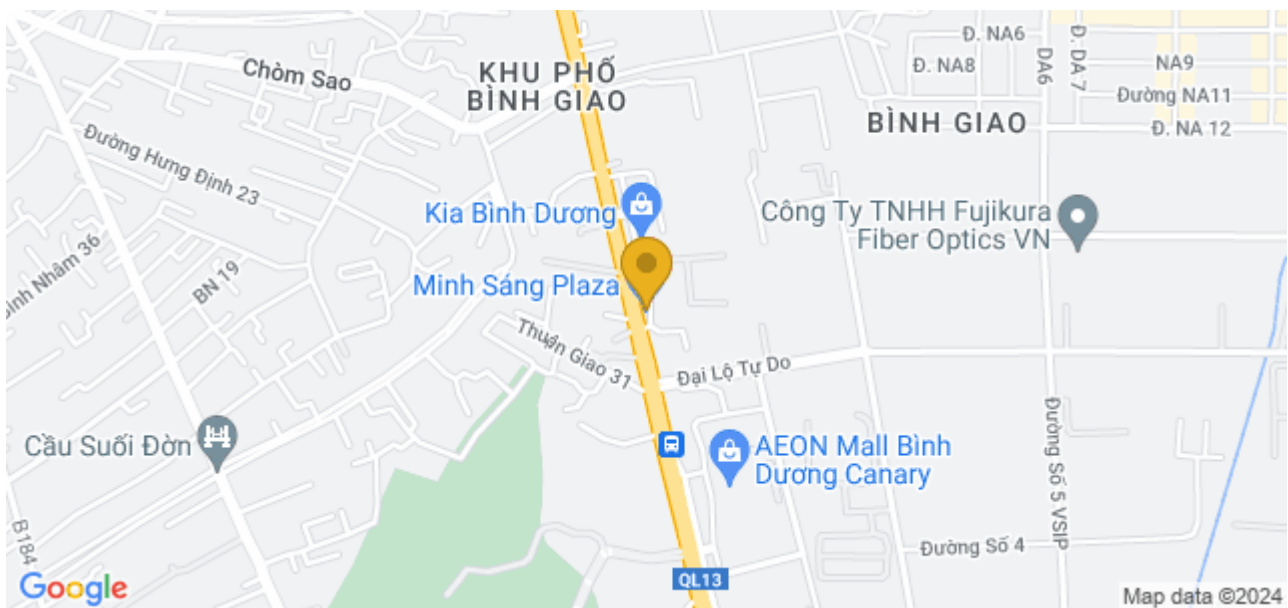 Đ. NA6
Chòm Sao
KHU PHỐ
BÌNH GIAO
Đ. NA8
DA6
Đ. DA 7
NA9
Đường NA11
BÌNH GIAO
Đ. NA 12
Đường Hưng Định 23
Kia Bình Dương
Công Ty TNHH Fujikura
Fiber Optics VN
Bình Nhâm 36
BN 19
Minh Sáng Plaza
Thuận Giao 31
Đại Lộ Tự Do
Cầu Suối Đờn
AEON Mall Bình
Dương Canary
Đường Số 5 VSIP
B184
Đường Số 4
QL13
Google
Map data ©2024